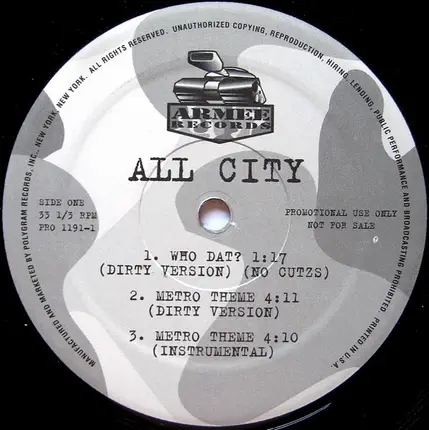 ARMEE
RECORDS
ALL CITY
SIDE ONE
33 1/3 RPM
PRO 1191-1
PROMOTIONAL USE ONLY
NOT FOR SALE
1. WHO DAT? 1:17
(DIRTY VERSION) (NO CUTZS)
2. METRO THEME 4:11
(DIRTY VERSION)
3. METRO THEME 4:10
(INSTRUMENTAL)
MANUFACTURED AND MARKETED BY POLYGRAM RECORDS, INC., NEW YORK, NEW YORK. ALL RIGHTS RESERVED. UNAUTHORIZED COPYING, REPRODUCTION, HIRING, LENDING, PUBLIC PERFORMANCE AND BROADCASTING PROHIBITED. PRINTED IN U.S.A.